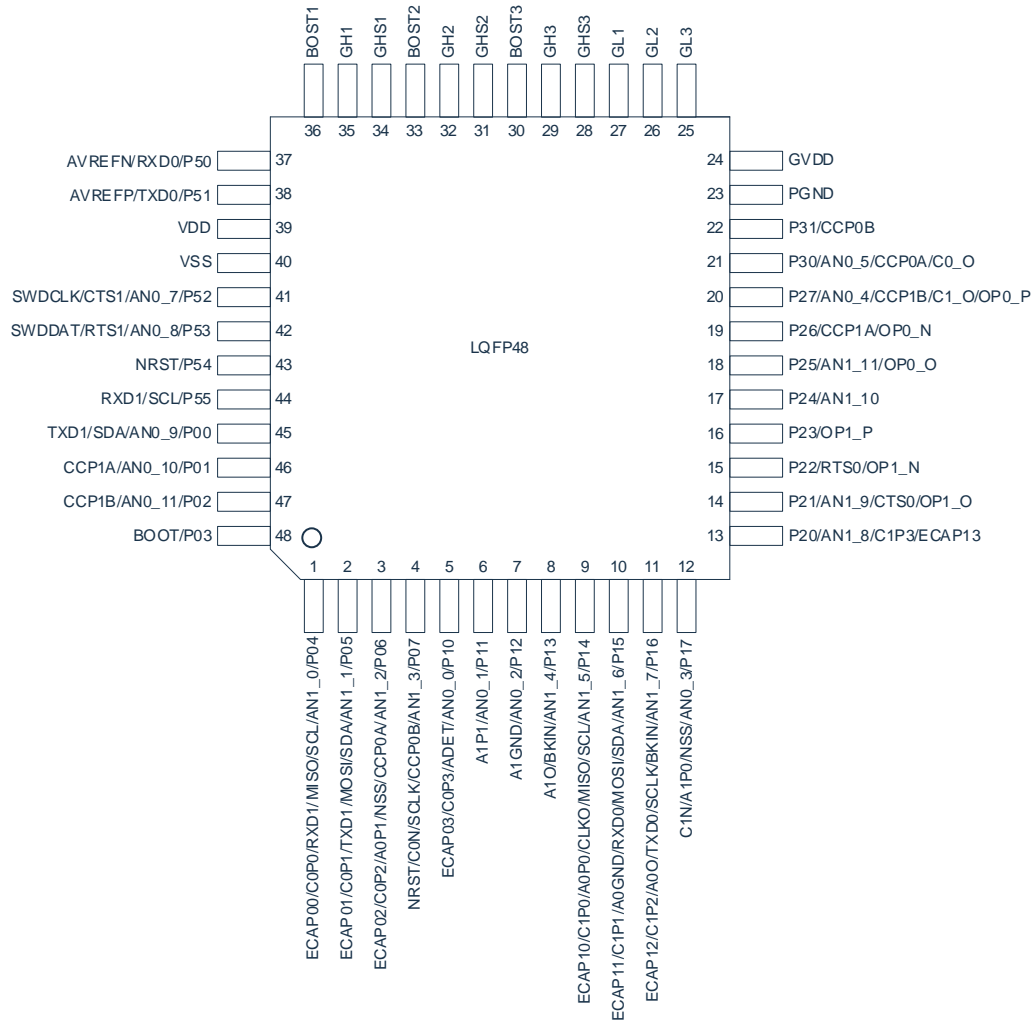 BOST1
GH1
GHS1
BOST2
GH2
GHS2
BOST3
GH3
GHS3
GL1
GL2
GL3
36 35 34 33 32 31 30 29 28 27 26 25
AVREFN/RXD0/P50 37
AVREFP/TXD0/P51 38
VDD 39
VSS 40
SWDCLK/CTS1/AN0_7/P52 41
SWDDAT/RTS1/AN0_8/P53 42
NRST/P54 43
RXD1/SCL/P55 44
TXD1/SDA/AN0_9/P00 45
CCP1A/AN0_10/P01 46
CCP1B/AN0_11/P02 47
BOOT/P03 48
LQFP48
24 GVDD
23 PGND
22 P31/CCP0B
21 P30/AN0_5/CCP0A/C0_O
20 P27/AN0_4/CCP1B/C1_O/OP0_P
19 P26/CCP1A/OP0_N
18 P25/AN1_11/OP0_O
17 P24/AN1_10
16 P23/OP1_P
15 P22/RTS0/OP1_N
14 P21/AN1_9/CTS0/OP1_O
13 P20/AN1_8/C1P3/ECAP13
1 2 3 4 5 6 7 8 9 10 11 12
ECAP00/C0P0/RXD1/MISO/SCL/AN1_0/P04
ECAP01/C0P1/TXD1/MOSI/SDA/AN1_1/P05
ECAP02/C0P2/A0P1/NSS/CCP0A/AN1_2/P06
NRST/C0N/SCLK/CCP0B/AN1_3/P07
ECAP03/C0P3/ADET/AN0_0/P10
A1P1/AN0_1/P11
A1GND/AN0_2/P12
A1O/BKIN/AN1_4/P13
ECAP10/C1P0/A0P0/CLKO/MISO/SCL/AN1_5/P14
ECAP11/C1P1/A0GND/RXD0/MOSI/SDA/AN1_6/P15
ECAP12/C1P2/A0O/TXD0/SCLK/BKIN/AN1_7/P16
C1N/A1P0/NSS/AN0_3/P17